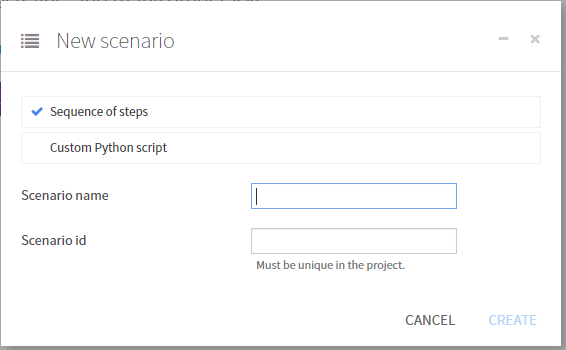 New scenario
Sequence of steps
Custom Python script
Scenario name
Scenario id
Must be unique in the project.
CANCEL CREATE